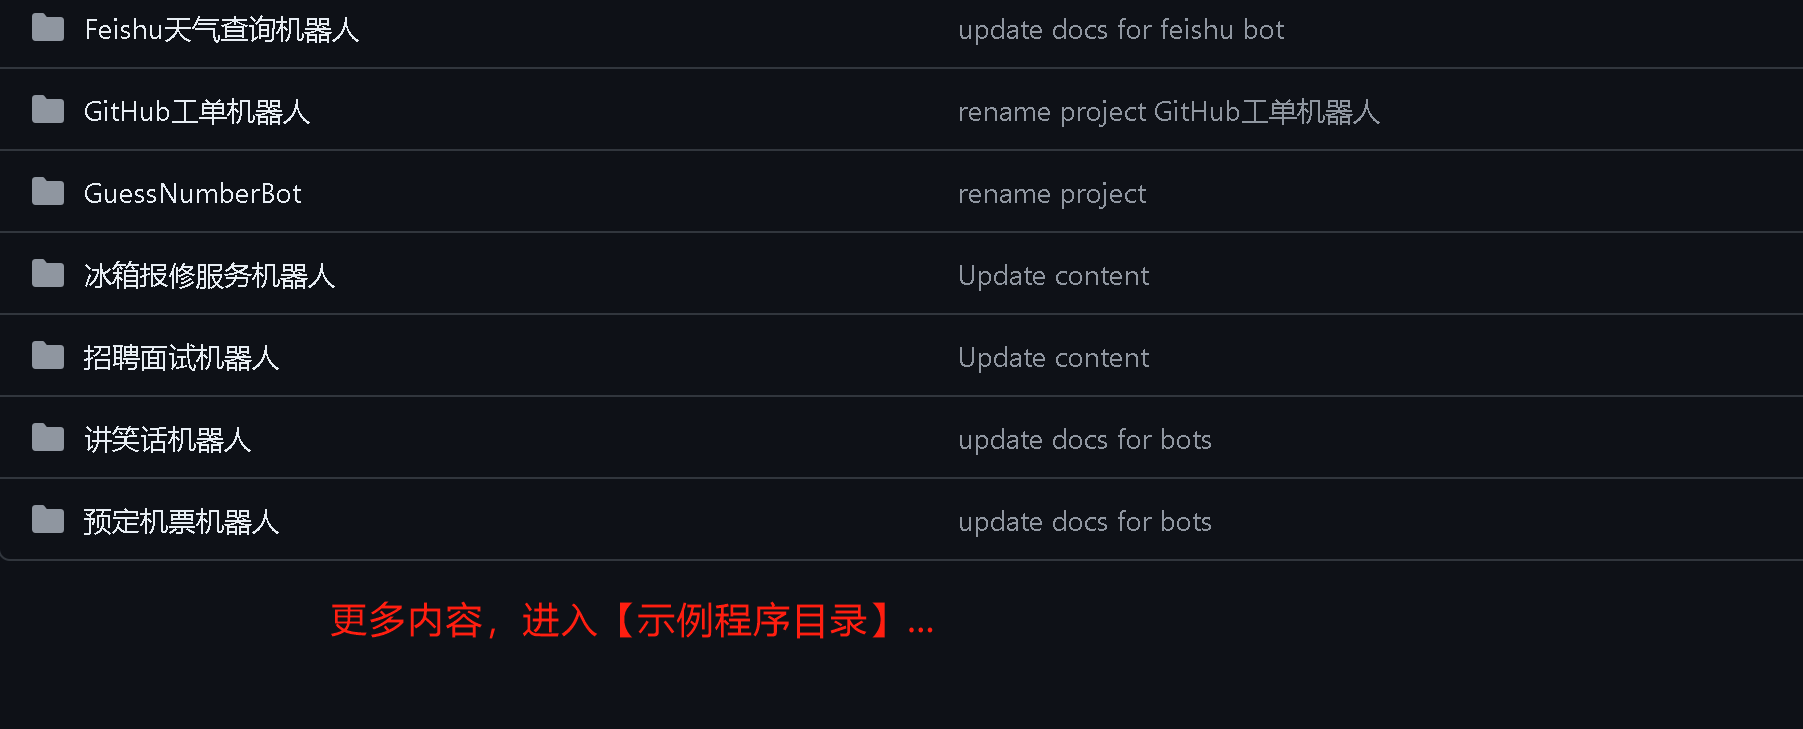 Feishu天气查询机器人 update docs for feishu bot
GitHub工单机器人 rename project GitHub工单机器人
GuessNumberBot rename project
冰箱报修服务机器人 Update content
招聘面试机器人 Update content
讲笑话机器人 update docs for bots
预定机票机器人 update docs for bots
更多内容，进入【示例程序目录】...